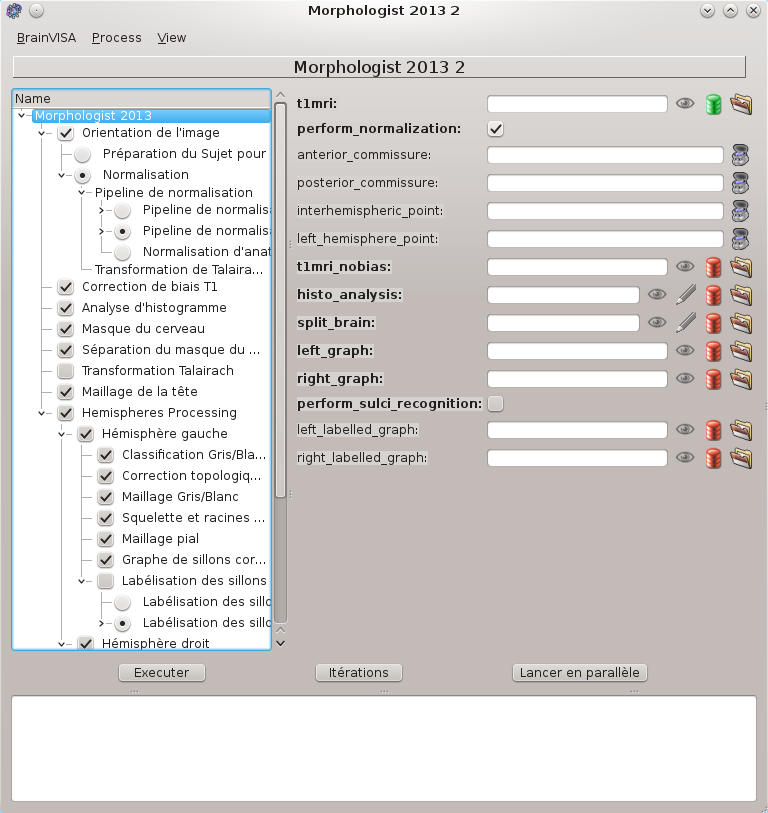 Morphologist 2013 2
BrainVISA Process View
Morphologist 2013 2
Name
Morphologist 2013
Orientation de l'image
Préparation du Sujet pour
Normalisation
Pipeline de normalisation
Pipeline de normalis
Pipeline de normalis
Normalisation d'anat
Transformation de Talaira...
Correction de biais T1
Analyse d'histogramme
Masque du cerveau
Séparation du masque du ...
Transformation Talairach
Maillage de la tête
Hemispheres Processing
Hémisphère gauche
Classification Gris/Bla...
Correction topologiq...
Maillage Gris/Blanc
Squelette et racines ...
Maillage pial
Graphe de sillons cor...
Labélisation des sillons
Labélisation des sillo
Labélisation des sillo
Hémisphère droit
t1mri:
perform_normalization:
anterior_commissure:
posterior_commissure:
interhemispheric_point:
left_hemisphere_point:
t1mri_nobias:
histo_analysis:
split_brain:
left_graph:
right_graph:
perform_sulci_recognition:
left_labelled_graph:
right_labelled_graph:
Executer
Itérations
Lancer en parallèle